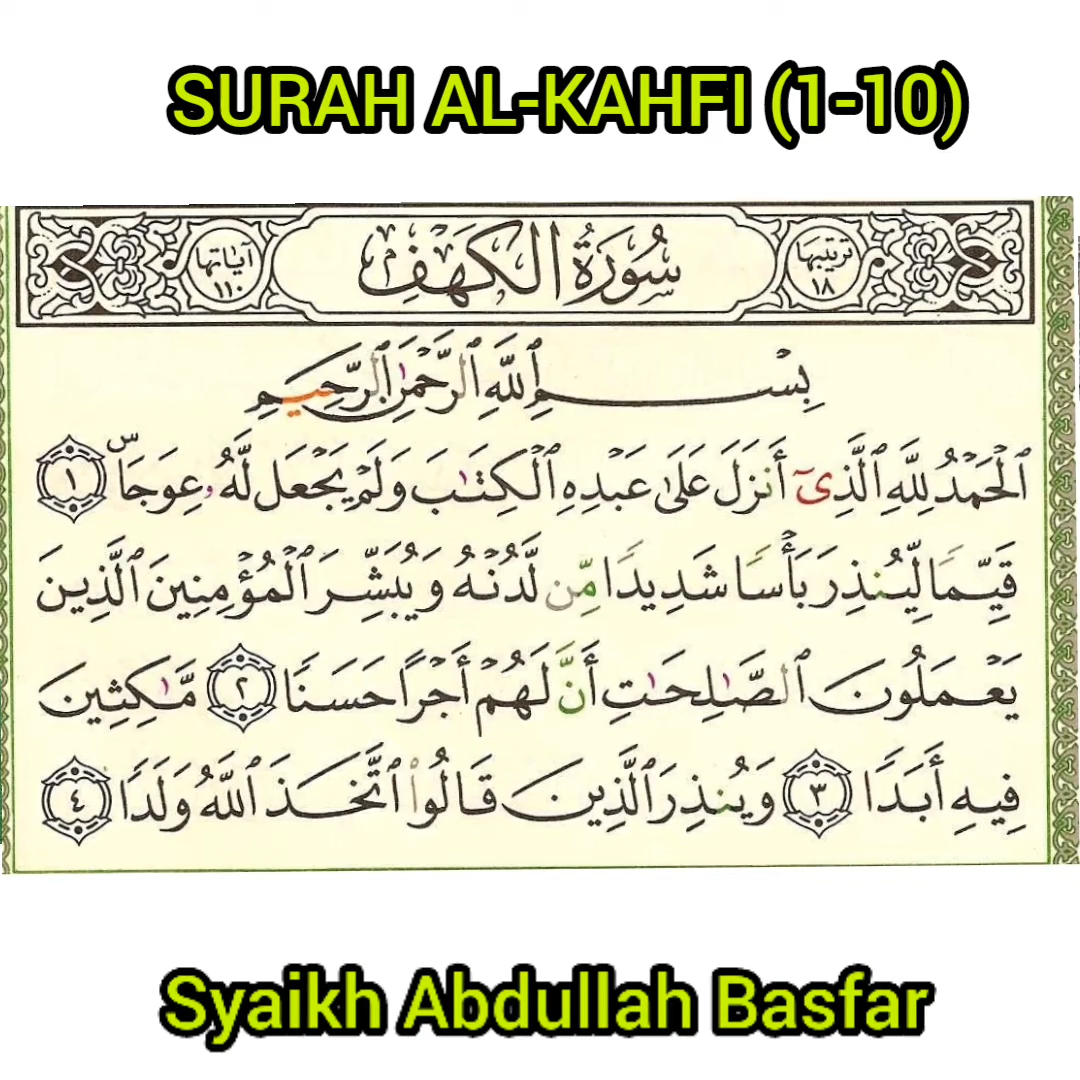 SURAH AL-KAHFI (1-10)
ترتيبها ١٨ سُورَةُ الكَهْفِ آياتها ١١٠
بِسْمِ ٱللَّهِ ٱلرَّحْمَٰنِ ٱلرَّحِيمِ
ٱلْحَمْدُ لِلَّهِ ٱلَّذِىٓ أَنزَلَ عَلَىٰ عَبْدِهِ ٱلْكِتَٰبَ وَلَمْ يَجْعَل لَّهُۥ عِوَجَاۜ ١
قَيِّمًا لِّيُنذِرَ بَأْسًا شَدِيدًا مِّن لَّدُنْهُ وَيُبَشِّرَ ٱلْمُؤْمِنِينَ ٱلَّذِينَ
يَعْمَلُونَ ٱلصَّٰلِحَٰتِ أَنَّ لَهُمْ أَجْرًا حَسَنًا ٢ مَّٰكِثِينَ
فِيهِ أَبَدًا ٣ وَيُنذِرَ ٱلَّذِينَ قَالُوا۟ ٱتَّخَذَ ٱللَّهُ وَلَدًا ٤
Syaikh Abdullah Basfar